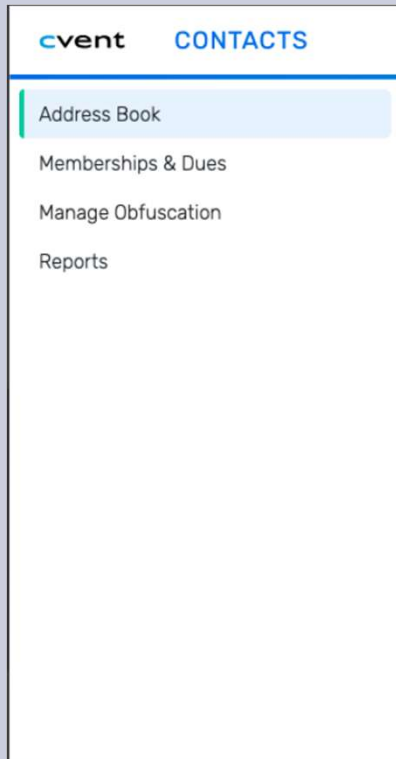 cvent CONTACTS
Address Book
Memberships & Dues
Manage Obfuscation
Reports